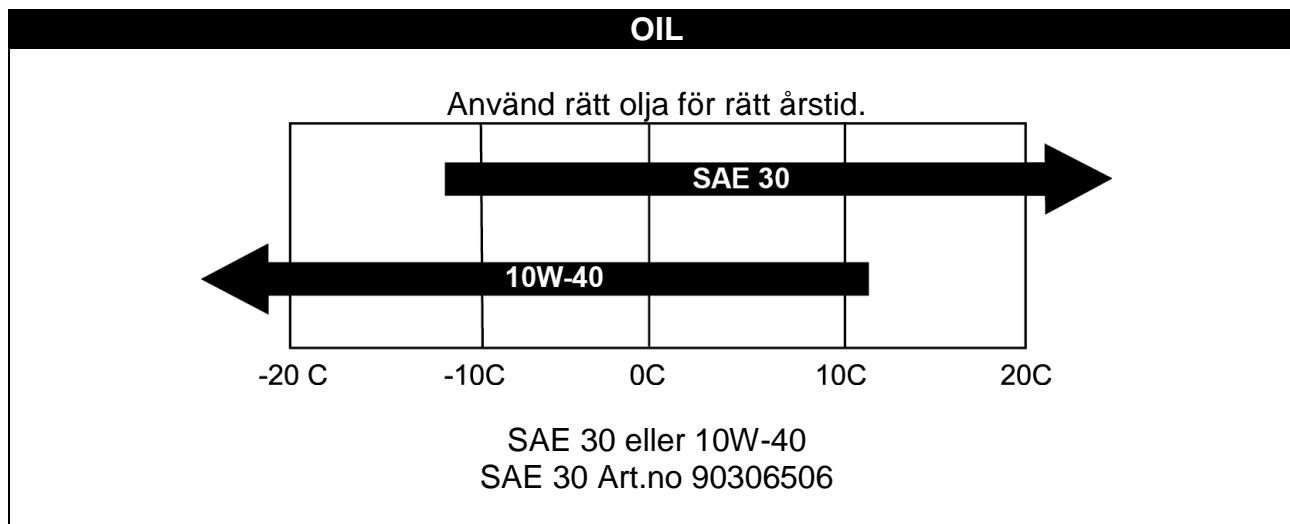 OIL
Använd rätt olja för rätt årstid.
SAE 30
10W-40
-20 C -10C 0C 10C 20C
SAE 30 eller 10W-40
SAE 30 Art.no 90306506